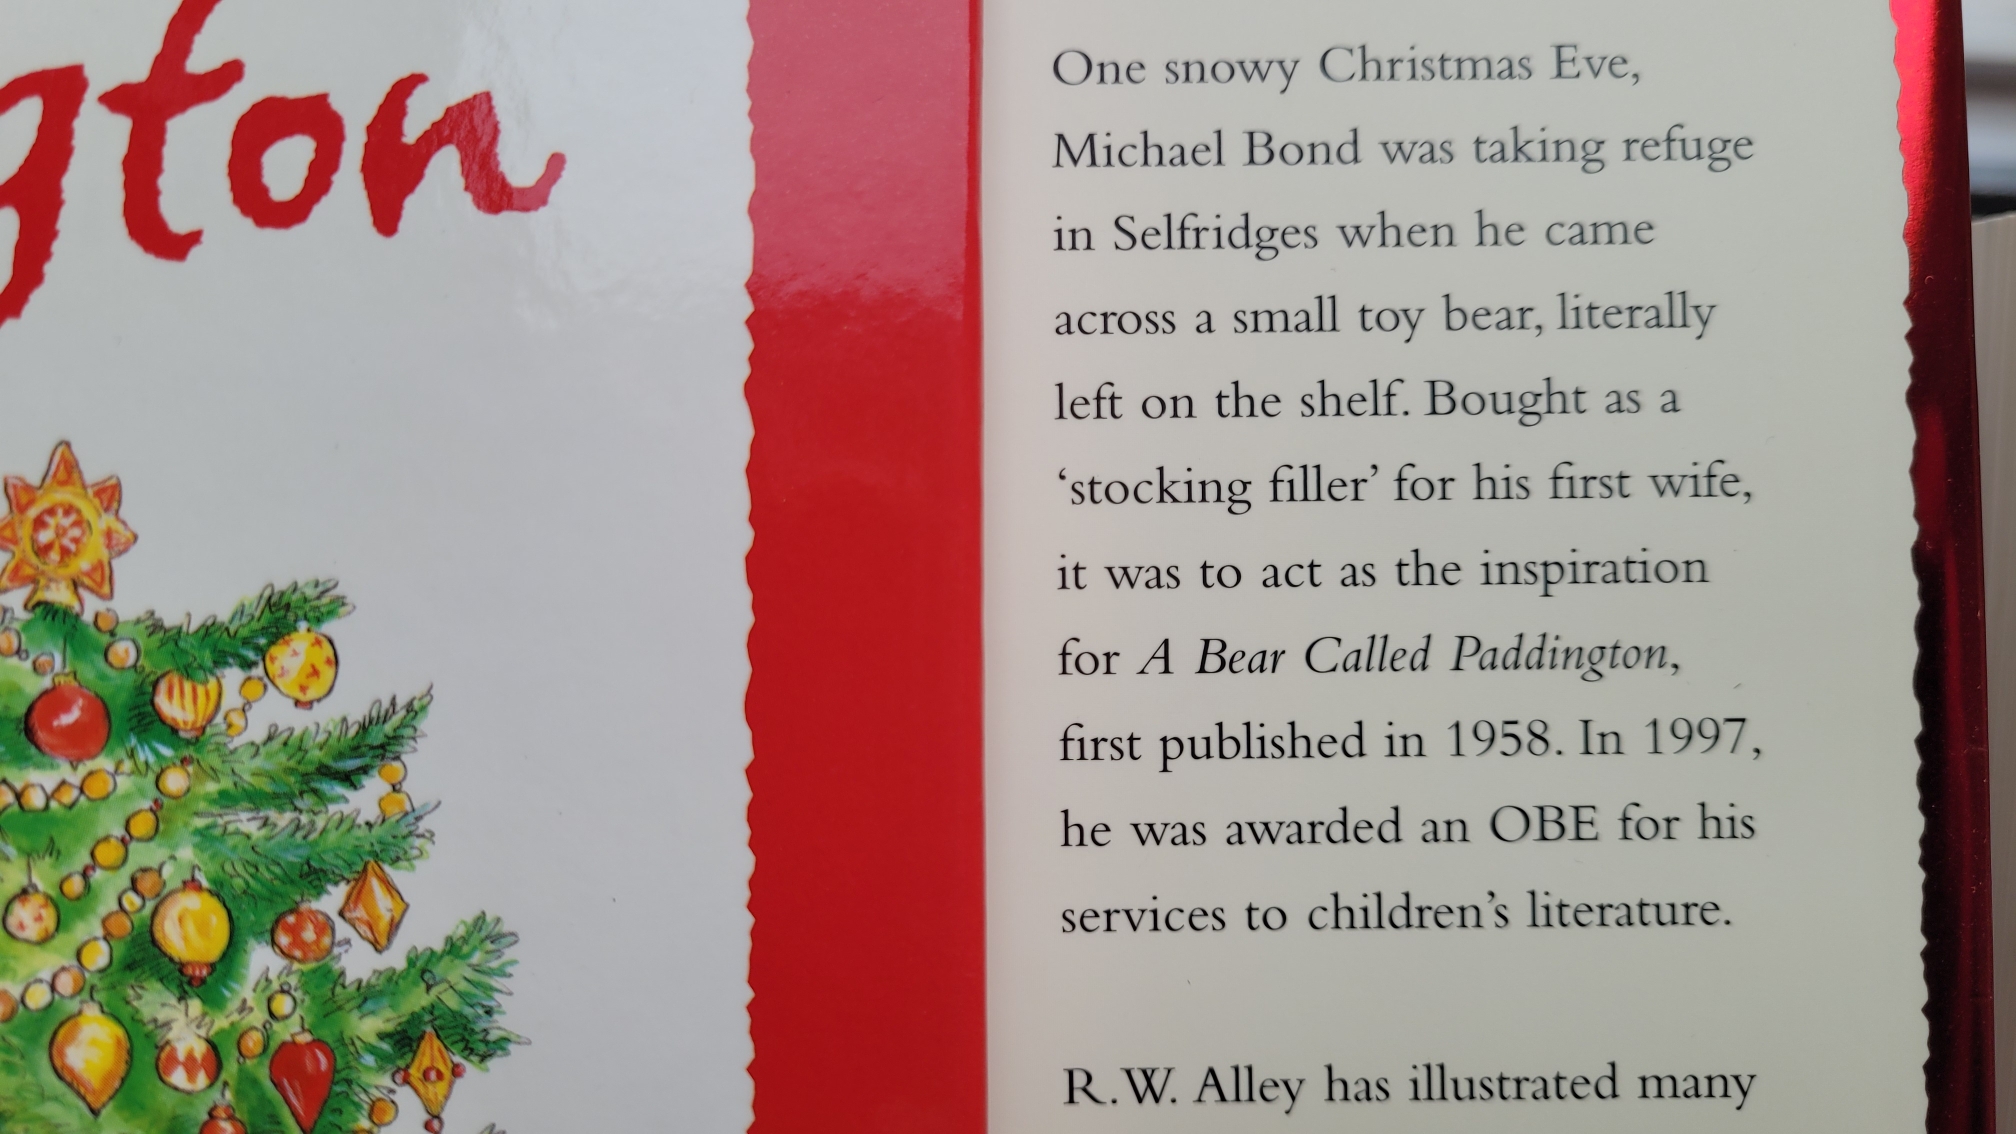 gton
One snowy Christmas Eve,
Michael Bond was taking refuge
in Selfridges when he came
across a small toy bear, literally
left on the shelf. Bought as a
‘stocking filler’ for his first wife,
it was to act as the inspiration
for A Bear Called Paddington,
first published in 1958. In 1997,
he was awarded an OBE for his
services to children’s literature.
R.W. Alley has illustrated many